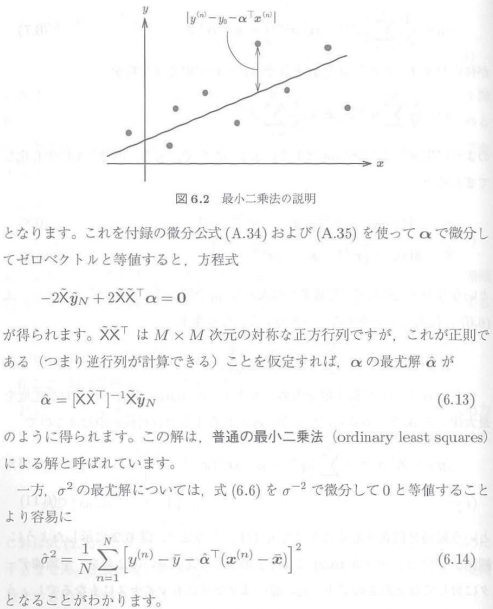 y
|y⁽ⁿ⁾−y₀−α⊤x⁽ⁿ⁾|
x
図 6.2 最小二乗法の説明
となります。これを付録の微分公式 (A.34) および (A.35) を使って α で微分し
てゼロベクトルと等値すると、方程式
−2X̃ỹ_N + 2X̃X̃⊤α = 0
が得られます。X̃X̃⊤ は M × M 次元の対称な正方行列ですが、これが正則で
ある（つまり逆行列が計算できる）ことを仮定すれば、α の最尤解 α̂ が
α̂ = [X̃X̃⊤]⁻¹X̃ỹ_N (6.13)
のように得られます。この解は、普通の最小二乗法（ordinary least squares）
による解と呼ばれています。
一方、σ² の最尤解については、式 (6.6) を σ⁻² で微分して 0 と等値すること
より容易に
σ̂² = 1/N ∑_{n=1}^{N} [y⁽ⁿ⁾ − ȳ − α̂⊤(x⁽ⁿ⁾ − x̄)]² (6.14)
となることがわかります。